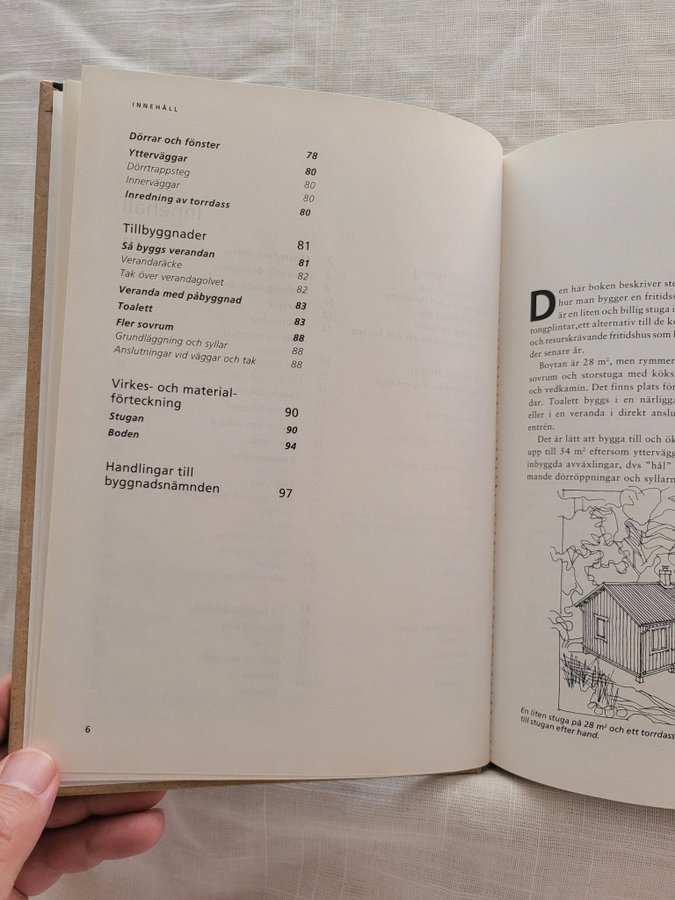 INNEHÅLL
Dörrar och fönster 78
Ytterväggar 80
Dörrtrappsteg 80
Innerväggar 80
Inredning av torrdass 80
Tillbyggnader 81
Så byggs verandan 81
Verandaräcke 82
Tak över verandagolvet 82
Veranda med påbyggnad 83
Toalett 83
Fler sovrum 88
Grundläggning och syllar 88
Anslutningar vid väggar och tak 88
Virkes- och material-
förteckning 90
Stugan 90
Boden 94
Handlingar till
byggnadsnämnden 97
6
Den här boken beskriver ste
hur man bygger en fritidss
är en liten och billig stuga i
tongplintar,ett alternativ till de k
och resurskrävande fritidshus som
der senare år.
Boytan är 28 m², men rymmer
sovrum och storstuga med köks
och vedkamin. Det finns plats för
dar. Toalett byggs i en närligga
eller i en veranda i direkt anslu
entrén.
Det är lätt att bygga till och ök
upp till 54 m² eftersom ytterväg
inbyggda avväxlingar, dvs "hål"
mande dörröppningar och syllarn
En liten stuga på 28 m² och ett torrdass
till stugan efter hand.